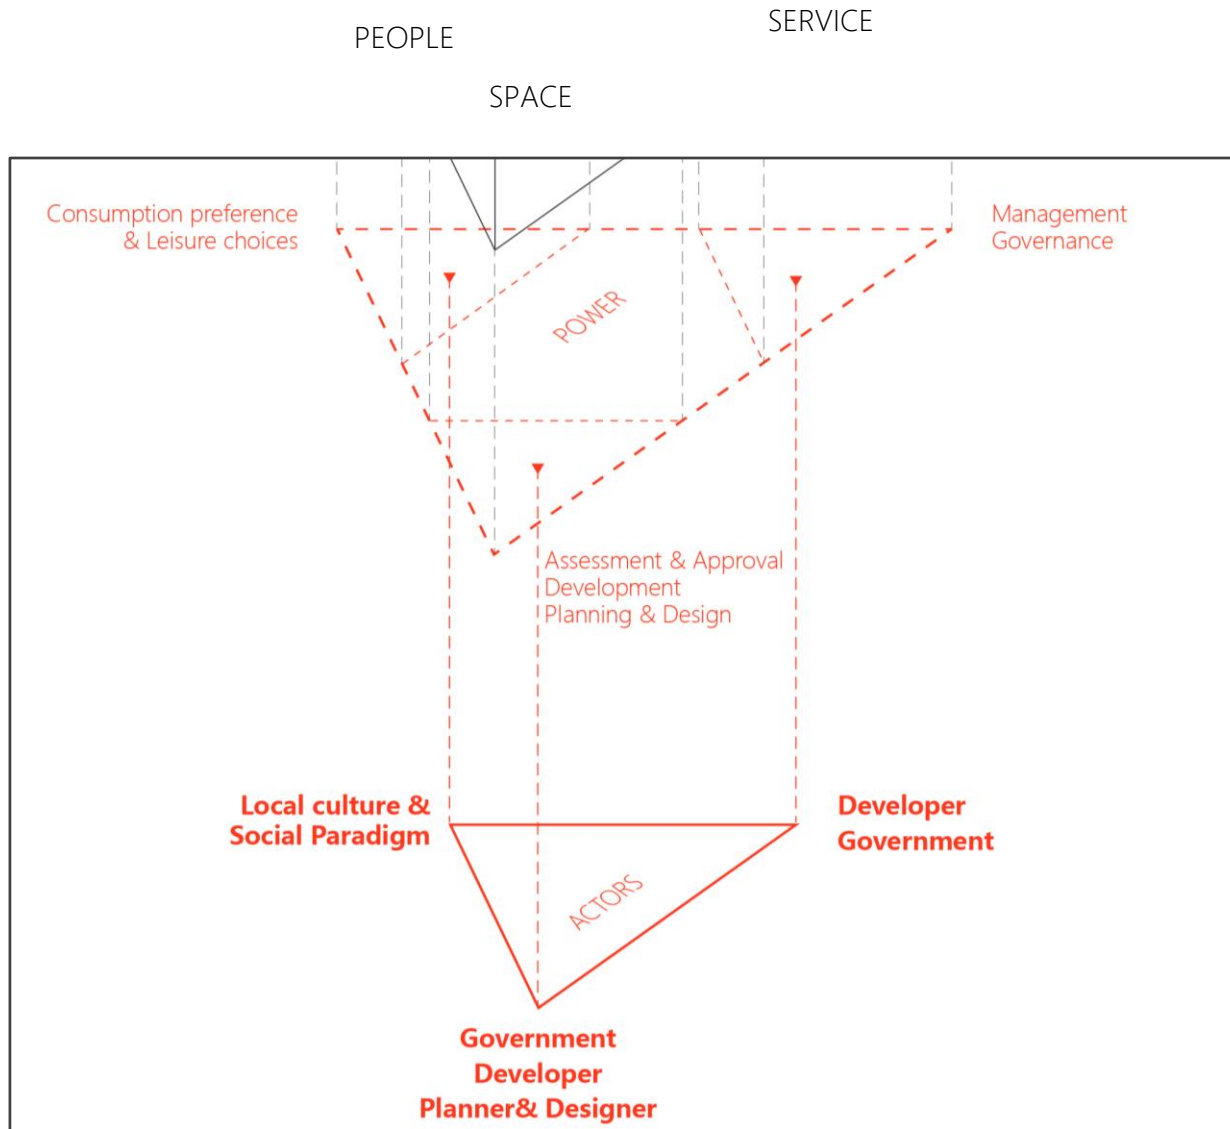 PEOPLE
SERVICE
SPACE
Consumption preference
& Leisure choices
Management
Governance
POWER
Assessment & Approval
Development
Planning & Design
Local culture &
Social Paradigm
Developer
Government
ACTORS
Government
Developer
Planner& Designer